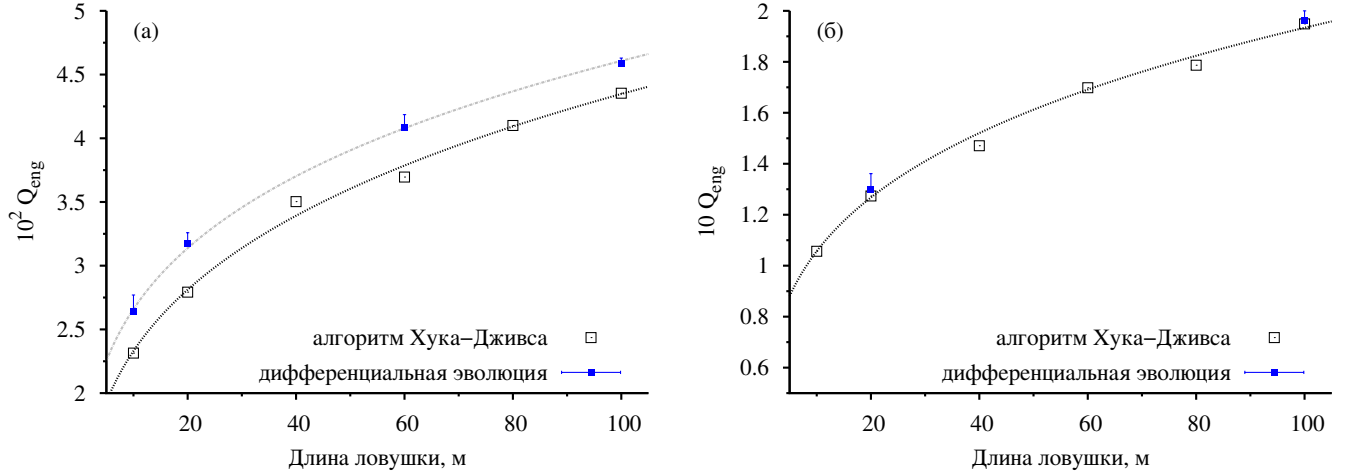 (а)
10² Q_eng
5
4.5
4
3.5
3
2.5
2
20 40 60 80 100
Длина ловушки, м
алгоритм Хука−Дживса
дифференциальная эволюция
(б)
10 Q_eng
2
1.8
1.6
1.4
1.2
1
0.8
0.6
20 40 60 80 100
Длина ловушки, м
алгоритм Хука−Дживса
дифференциальная эволюция